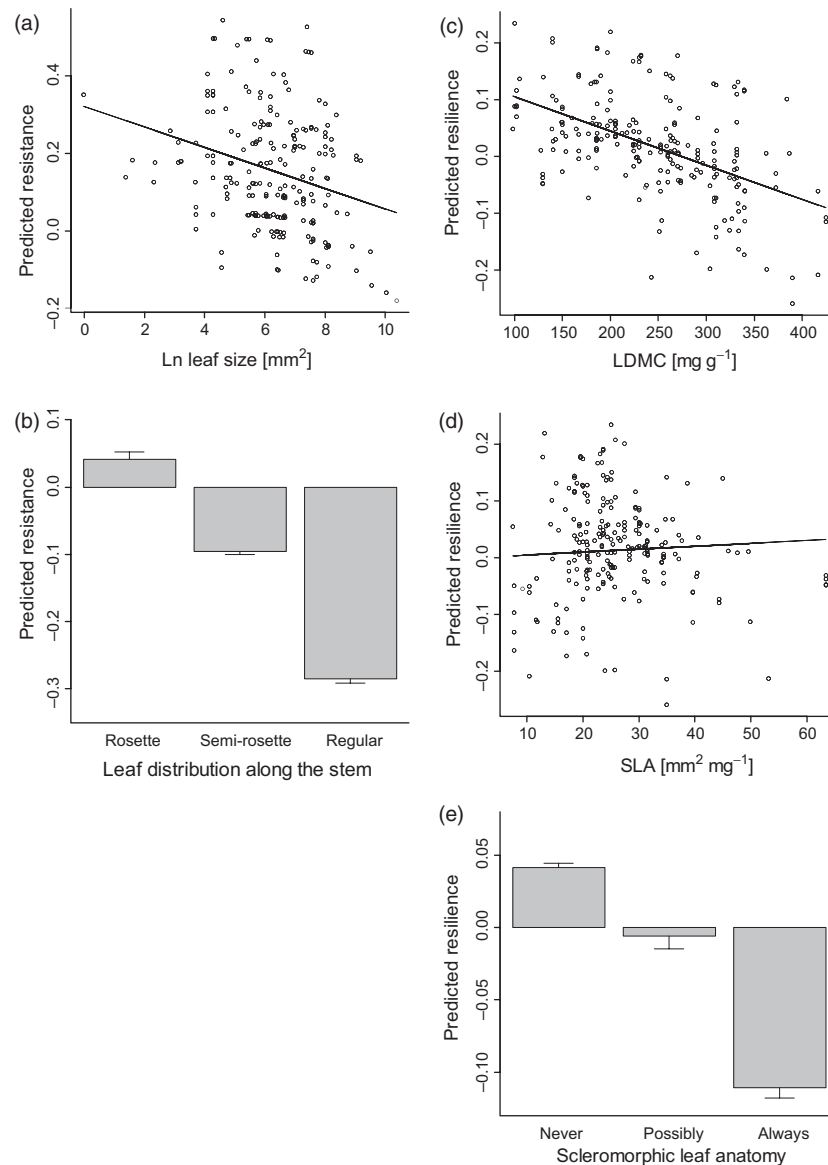 (a)
Predicted resistance
−0.2
0.0
0.2
0.4
0
2
4
6
8
10
Ln leaf size [mm²]
(b)
Predicted resistance
−0.3
−0.2
−0.1
0.0
0.1
Rosette
Semi-rosette
Regular
Leaf distribution along the stem
(c)
Predicted resilience
−0.2
−0.1
0.0
0.1
0.2
100
150
200
250
300
350
400
LDMC [mg g⁻¹]
(d)
Predicted resilience
−0.2
−0.1
0.0
0.1
0.2
10
20
30
40
50
60
SLA [mm² mg⁻¹]
(e)
Predicted resilience
−0.10
−0.05
0.00
0.05
Never
Possibly
Always
Scleromorphic leaf anatomy